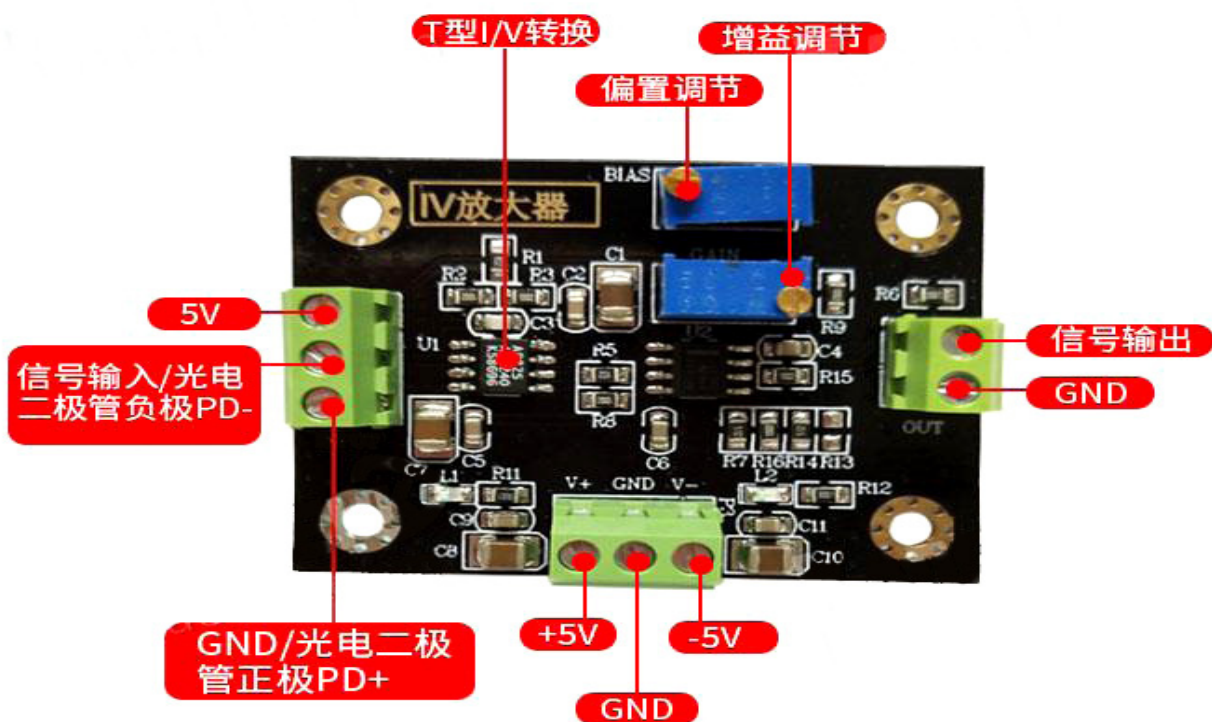 T型I/V转换
增益调节
偏置调节
BIAS
IV放大器
GAIN
R1
C1
R2
R3
C2
C3
R9
R6
5V
U1
U2
信号输出
R5
C4
信号输入/光电
二极管负极PD-
R15
GND
R8
OUT
C7
C5
C6
R7
R16
R14
R13
L1
R11
V+
GND
V-
L2
R12
C9
C11
C8
C10
GND/光电二极
管正极PD+
+5V
-5V
GND